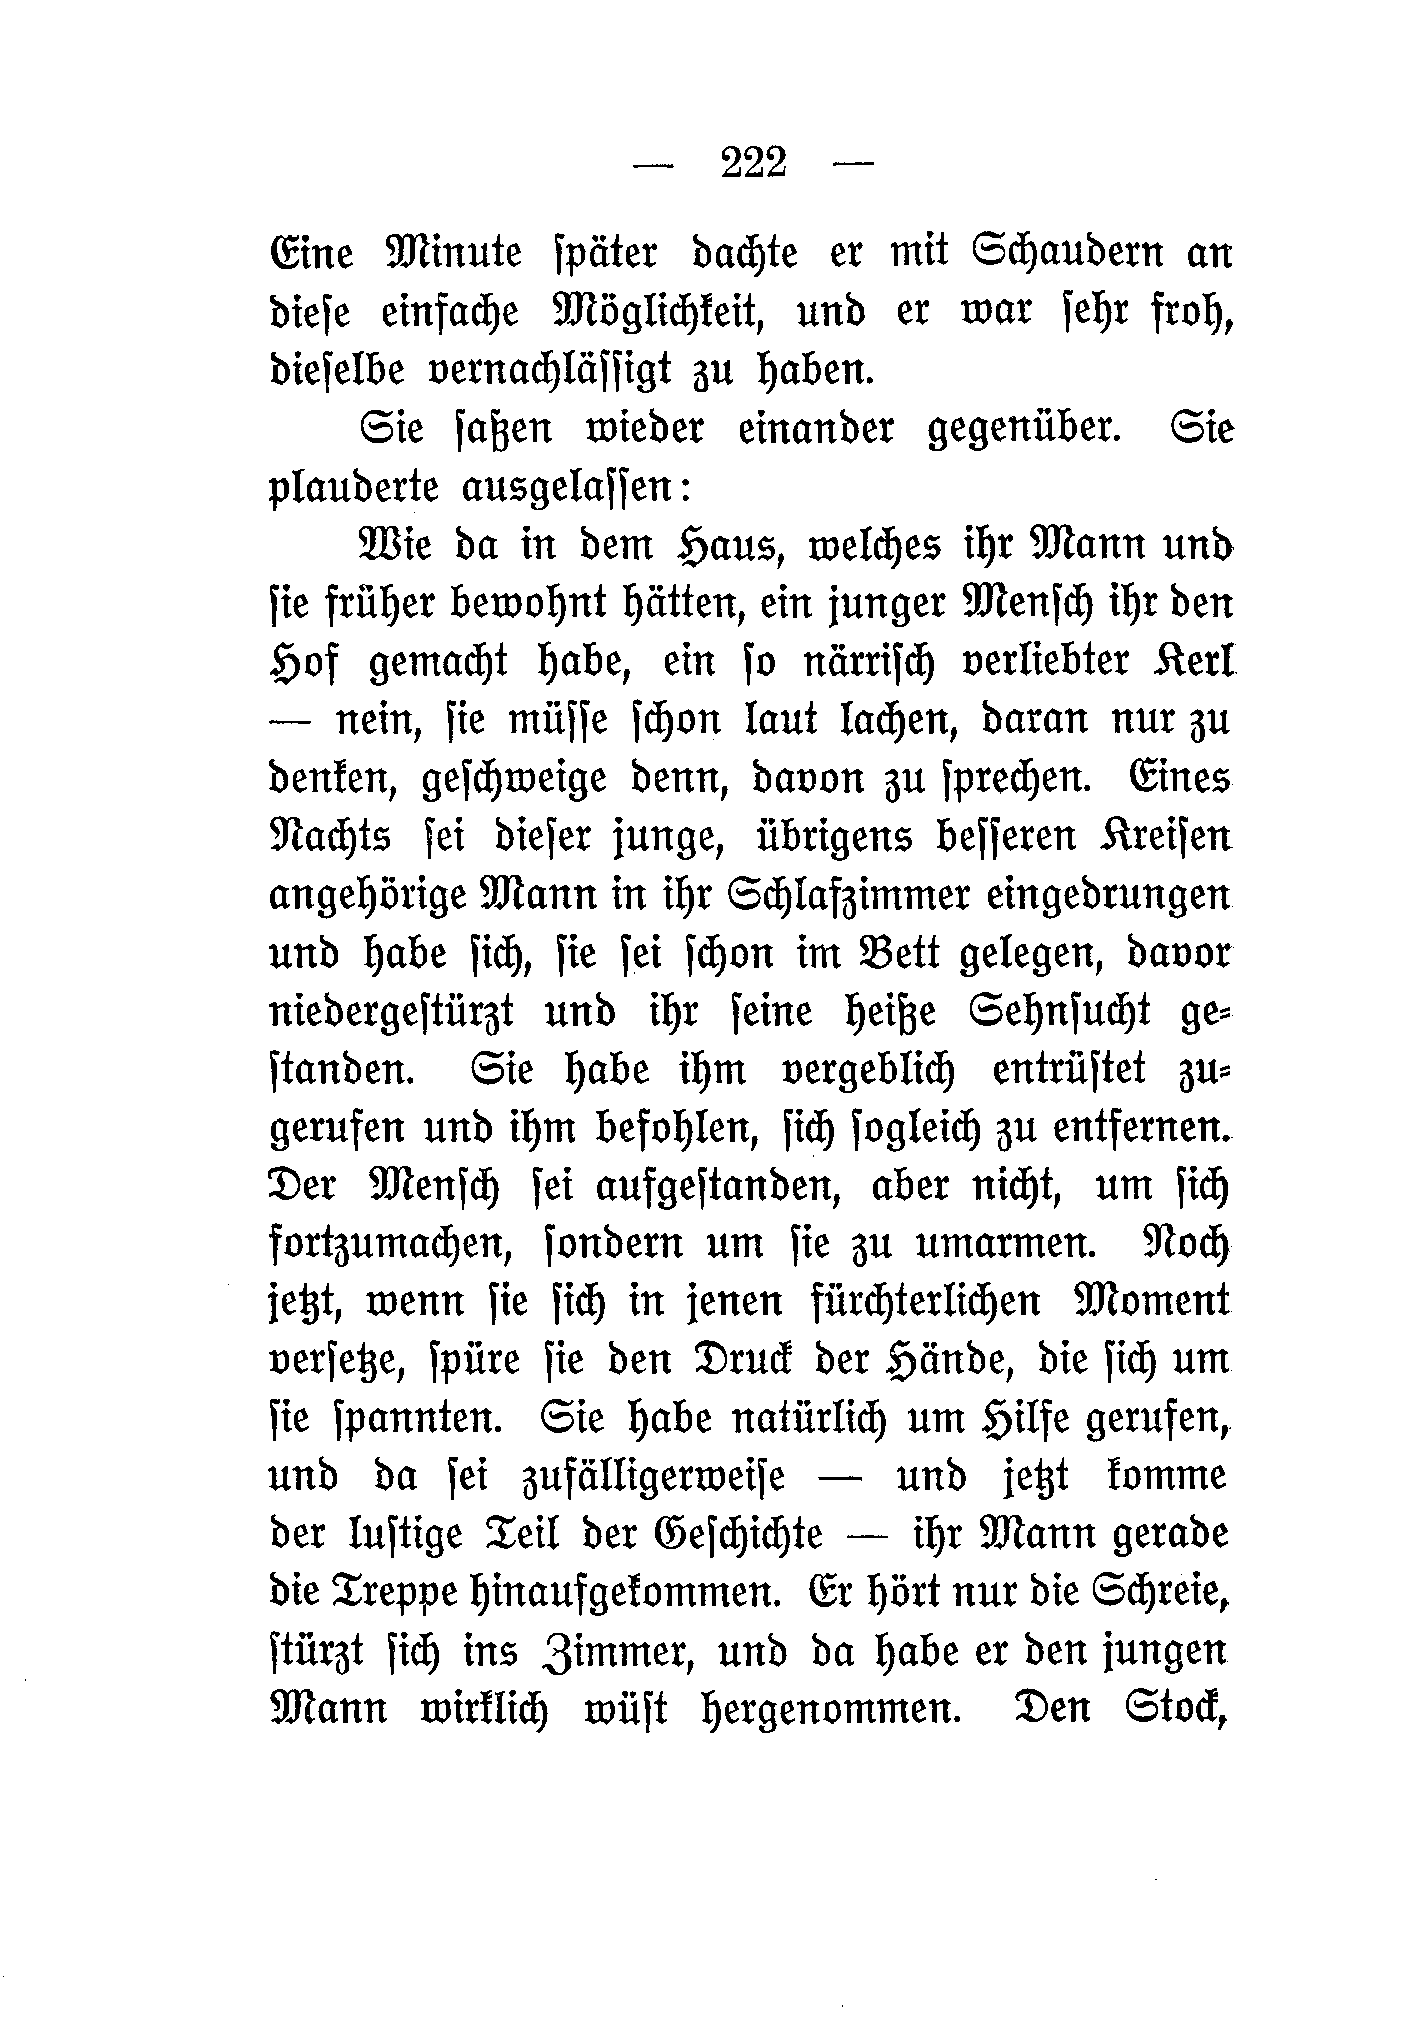 — 222 —
Eine Minute ſpäter dachte er mit Schaudern an
dieſe einfache Möglichkeit, und er war ſehr froh,
dieſelbe vernachläſſigt zu haben.
Sie ſaßen wieder einander gegenüber. Sie
plauderte ausgelaſſen:
Wie da in dem Haus, welches ihr Mann und
ſie früher bewohnt hätten, ein junger Menſch ihr den
Hof gemacht habe, ein ſo närriſch verliebter Kerl
— nein, ſie müſſe ſchon laut lachen, daran nur zu
denken, geſchweige denn, davon zu ſprechen. Eines
Nachts ſei dieſer junge, übrigens beſſeren Kreiſen
angehörige Mann in ihr Schlafzimmer eingedrungen
und habe ſich, ſie ſei ſchon im Bett gelegen, davor
niedergeſtürzt und ihr ſeine heiße Sehnſucht ge⸗
ſtanden. Sie habe ihm vergeblich entrüſtet zu⸗
gerufen und ihm befohlen, ſich ſogleich zu entfernen.
Der Menſch ſei aufgeſtanden, aber nicht, um ſich
fortzumachen, ſondern um ſie zu umarmen. Noch
jetzt, wenn ſie ſich in jenen fürchterlichen Moment
verſetze, ſpüre ſie den Druck der Hände, die ſich um
ſie ſpannten. Sie habe natürlich um Hilfe gerufen,
und da ſei zufälligerweiſe — und jetzt komme
der luſtige Teil der Geſchichte — ihr Mann gerade
die Treppe hinaufgekommen. Er hört nur die Schreie,
ſtürzt ſich ins Zimmer, und da habe er den jungen
Mann wirklich wüſt hergenommen. Den Stock,